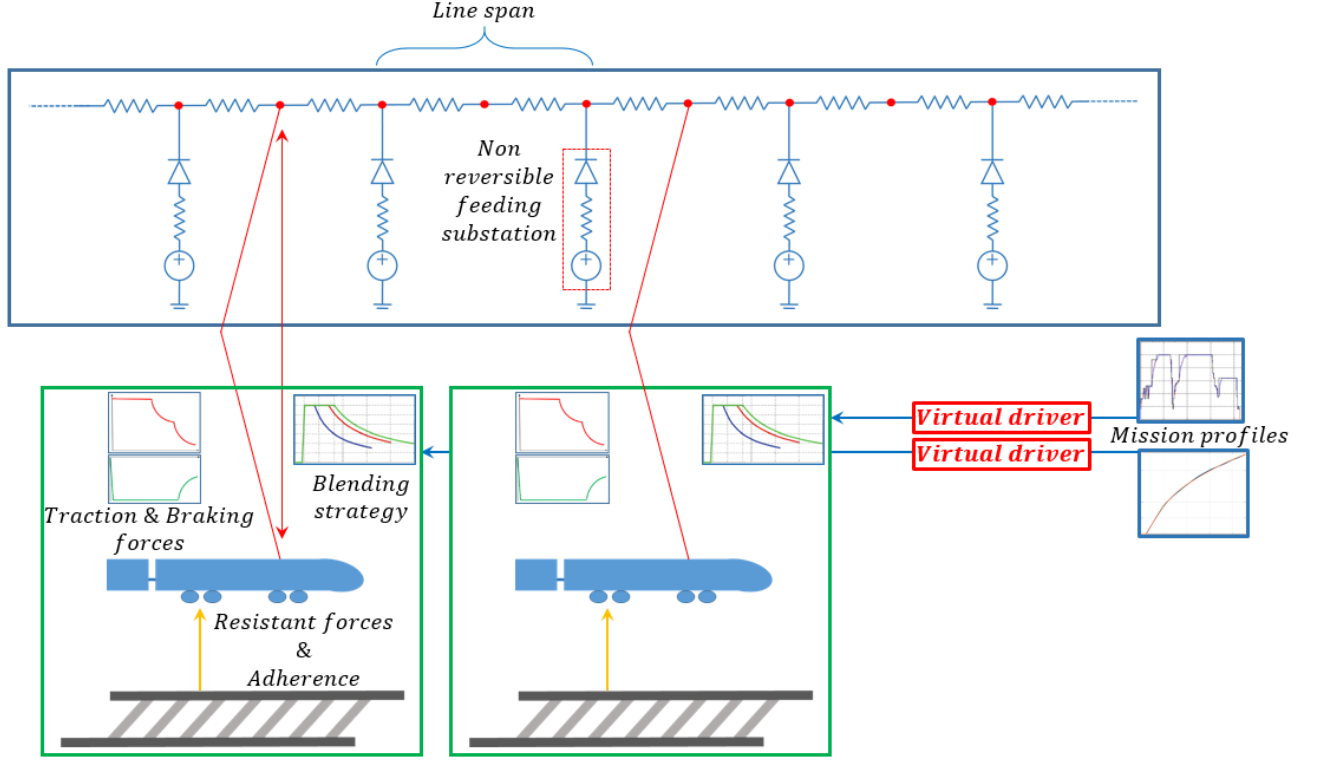 Line span
Non
reversible
feeding
substation
Virtual driver
Mission profiles
Virtual driver
Blending
strategy
Traction & Braking
forces
Resistant forces
&
Adherence